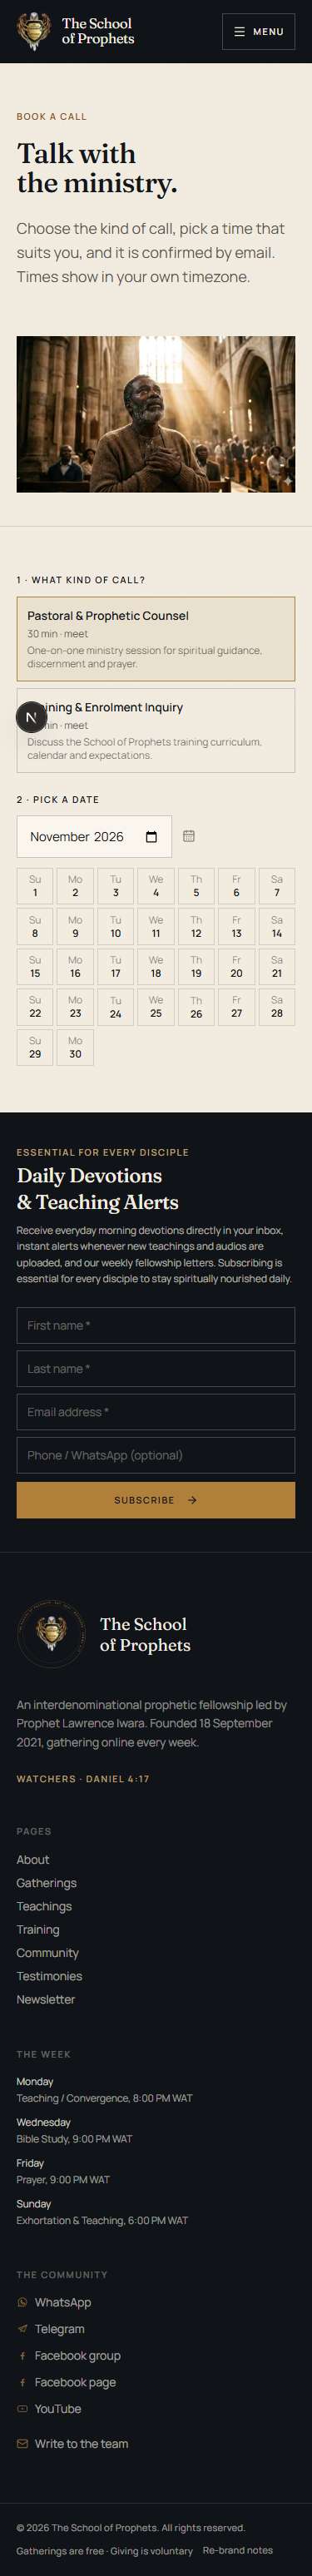 The School
of Prophets
MENU
BOOK A CALL
Talk with
the ministry.
Choose the kind of call, pick a time that
suits you, and it is confirmed by email.
Times show in your own timezone.
1 · WHAT KIND OF CALL?
Pastoral & Prophetic Counsel
30 min · meet
One-on-one ministry session for spiritual guidance,
discernment and prayer.
ining & Enrolment Inquiry
min · meet
Discuss the School of Prophets training curriculum,
calendar and expectations.
2 · PICK A DATE
November 2026
Su Mo Tu We Th Fr Sa
1 2 3 4 5 6 7
Su Mo Tu We Th Fr Sa
8 9 10 11 12 13 14
Su Mo Tu We Th Fr Sa
15 16 17 18 19 20 21
Su Mo Tu We Th Fr Sa
22 23 24 25 26 27 28
Su Mo
29 30
ESSENTIAL FOR EVERY DISCIPLE
Daily Devotions
& Teaching Alerts
Receive everyday morning devotions directly in your inbox,
instant alerts whenever new teachings and audios are
uploaded, and our weekly fellowship letters. Subscribing is
essential for every disciple to stay spiritually nourished daily.
First name *
Last name *
Email address *
Phone / WhatsApp (optional)
SUBSCRIBE →
The School
of Prophets
An interdenominational prophetic fellowship led by
Prophet Lawrence Iwara. Founded 18 September
2021, gathering online every week.
WATCHERS · DANIEL 4:17
PAGES
About
Gatherings
Teachings
Training
Community
Testimonies
Newsletter
THE WEEK
Monday
Teaching / Convergence, 8:00 PM WAT
Wednesday
Bible Study, 9:00 PM WAT
Friday
Prayer, 9:00 PM WAT
Sunday
Exhortation & Teaching, 6:00 PM WAT
THE COMMUNITY
WhatsApp
Telegram
Facebook group
Facebook page
YouTube
Write to the team
© 2026 The School of Prophets. All rights reserved.
Gatherings are free · Giving is voluntary Re-brand notes